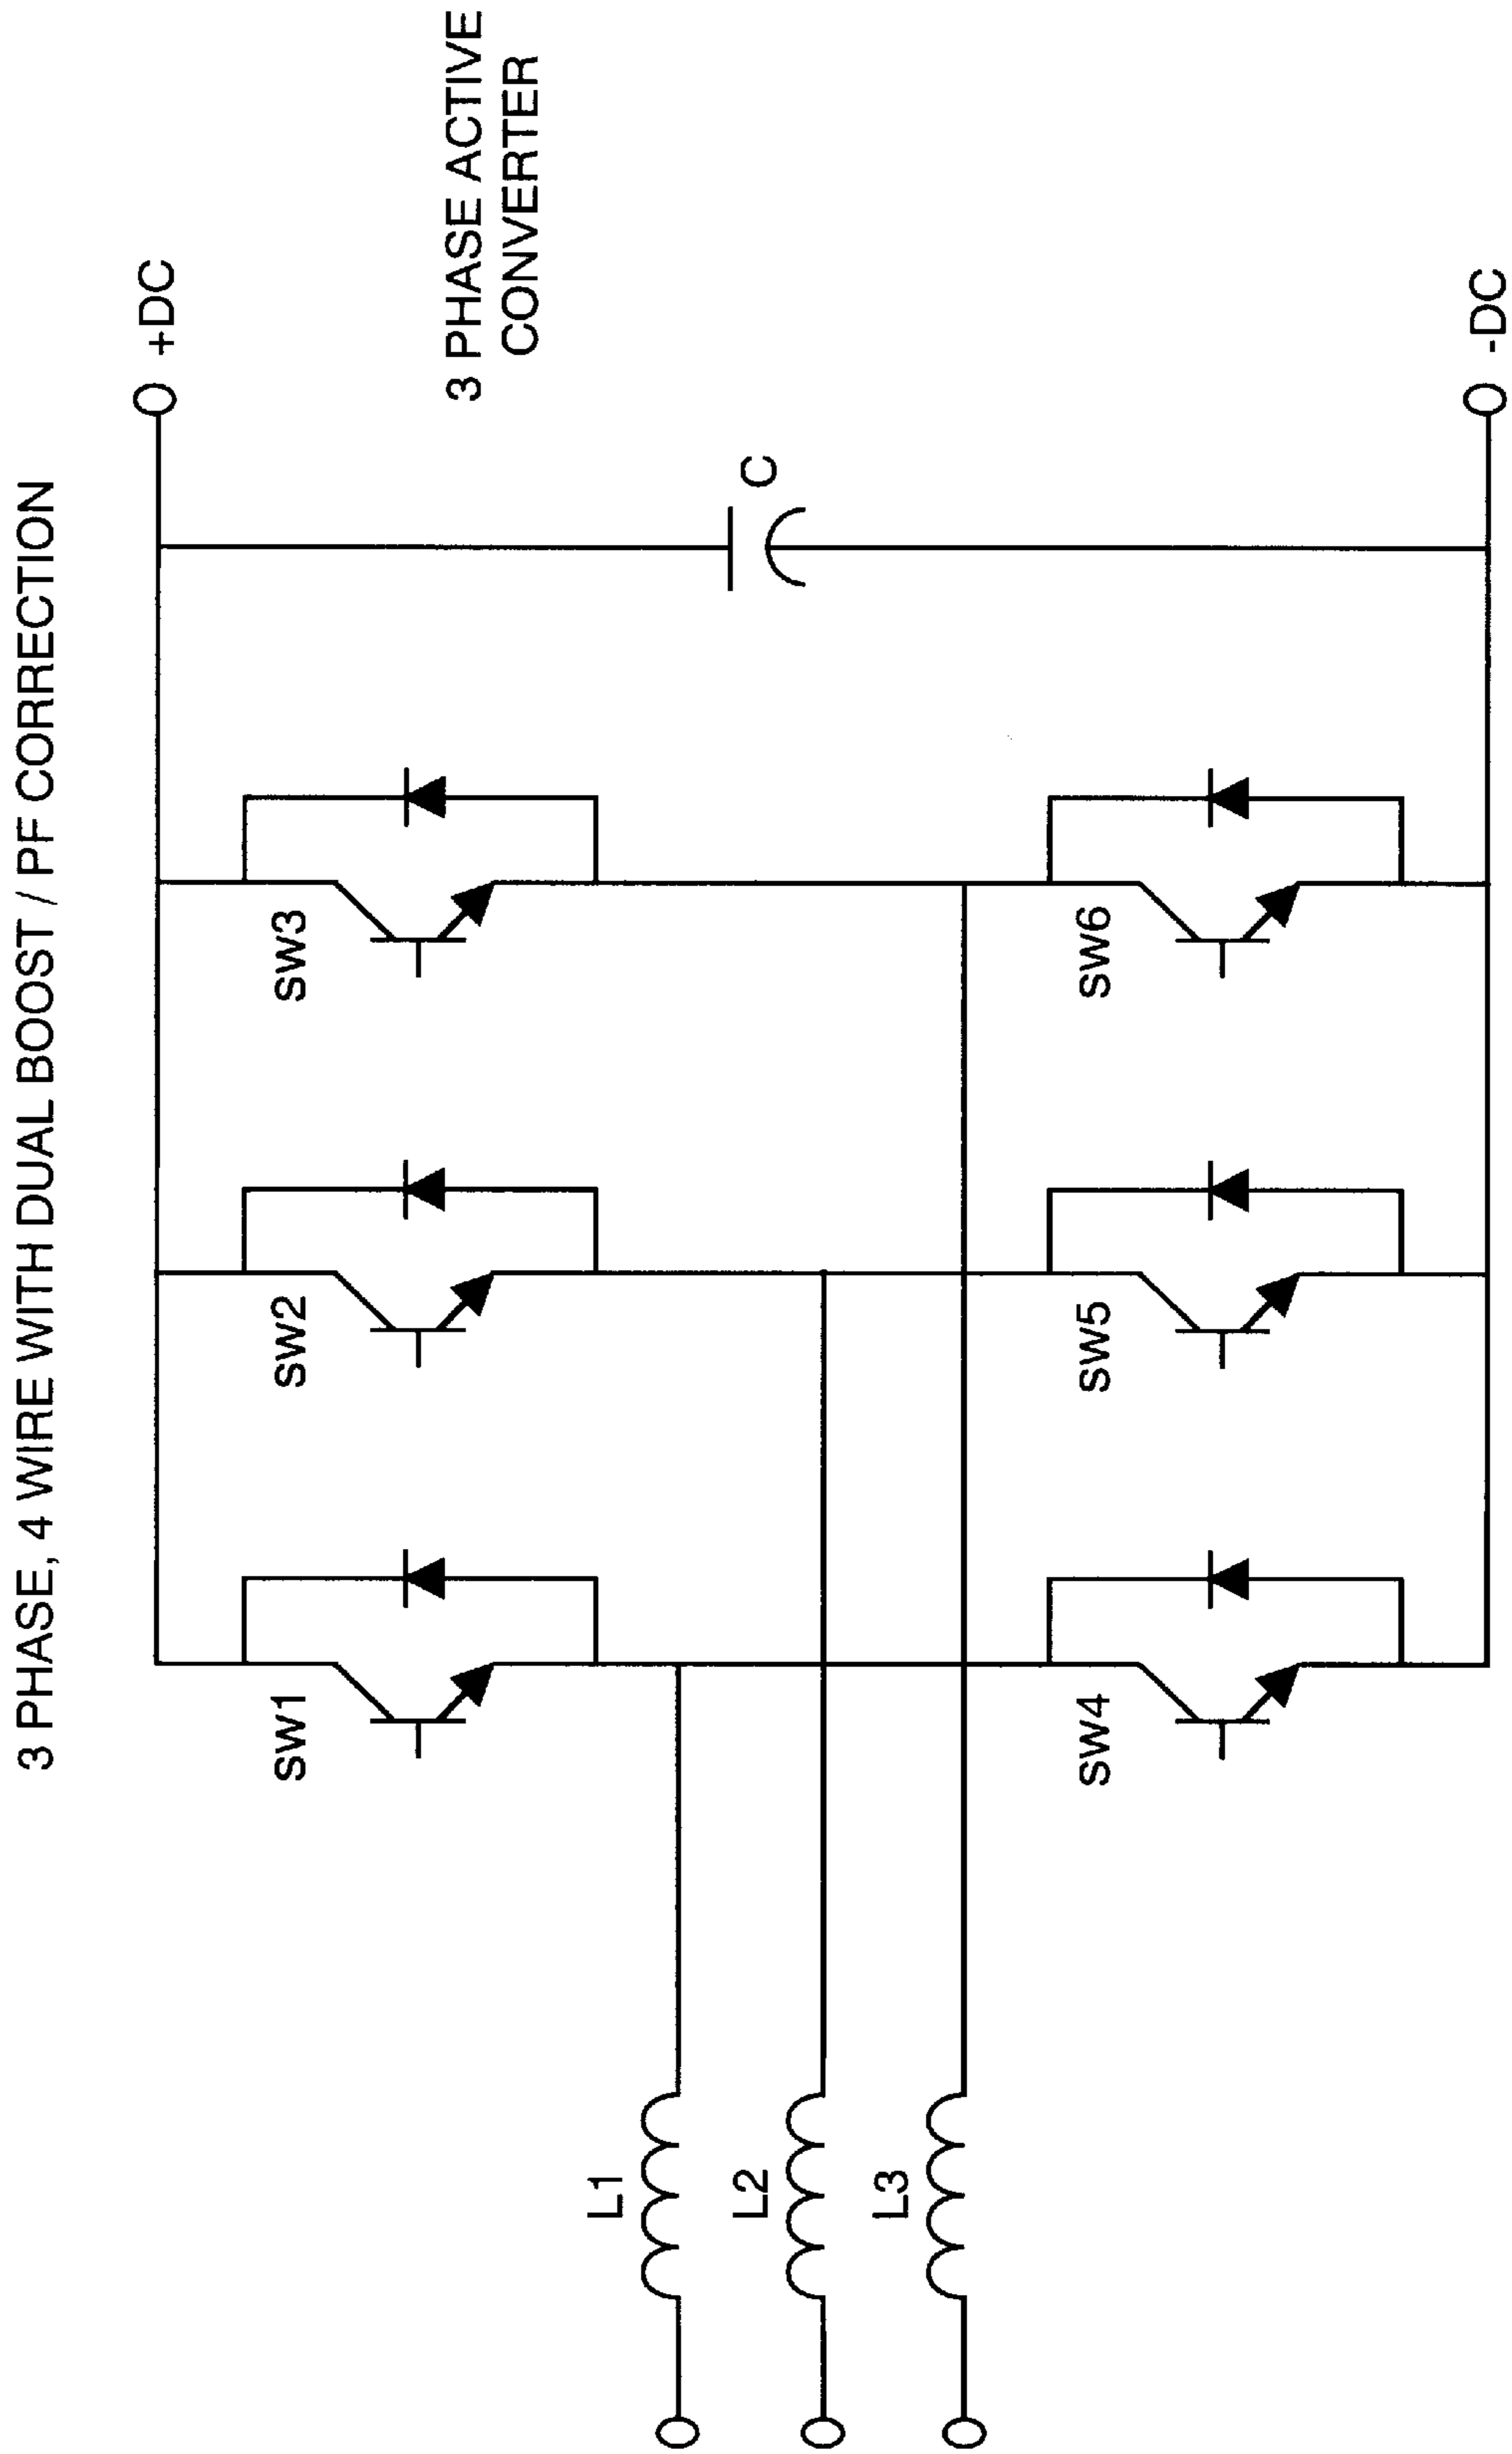 3 PHASE, 4 WIRE WITH DUAL BOOST / PF CORRECTION
+DC
3 PHASE ACTIVE
CONVERTER
SW1
SW2
SW3
C
L1
L2
L3
SW4
SW5
SW6
-DC